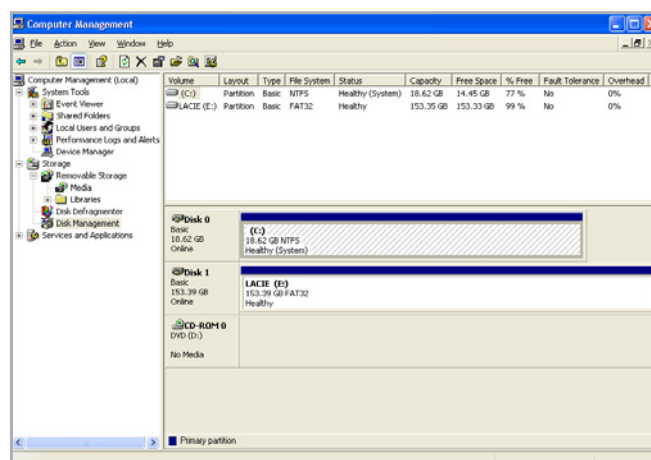 Computer Management
File Action View Window Help
Computer Management (Local)
System Tools
Event Viewer
Shared Folders
Local Users and Groups
Performance Logs and Alerts
Device Manager
Storage
Removable Storage
Media
Libraries
Disk Defragmenter
Disk Management
Services and Applications
Volume Layout Type File System Status Capacity Free Space % Free Fault Tolerance Overhead
(C:) Partition Basic NTFS Healthy (System) 18.62 GB 14.45 GB 77 % No 0%
LACIE (E:) Partition Basic FAT32 Healthy 153.35 GB 153.33 GB 99 % No 0%
Disk 0
Basic
18.62 GB
Online
(C:)
18.62 GB NTFS
Healthy (System)
Disk 1
Basic
153.39 GB
Online
LACIE (E:)
153.39 GB FAT32
Healthy
CD-ROM 0
DVD (D:)
No Media
Primary partition